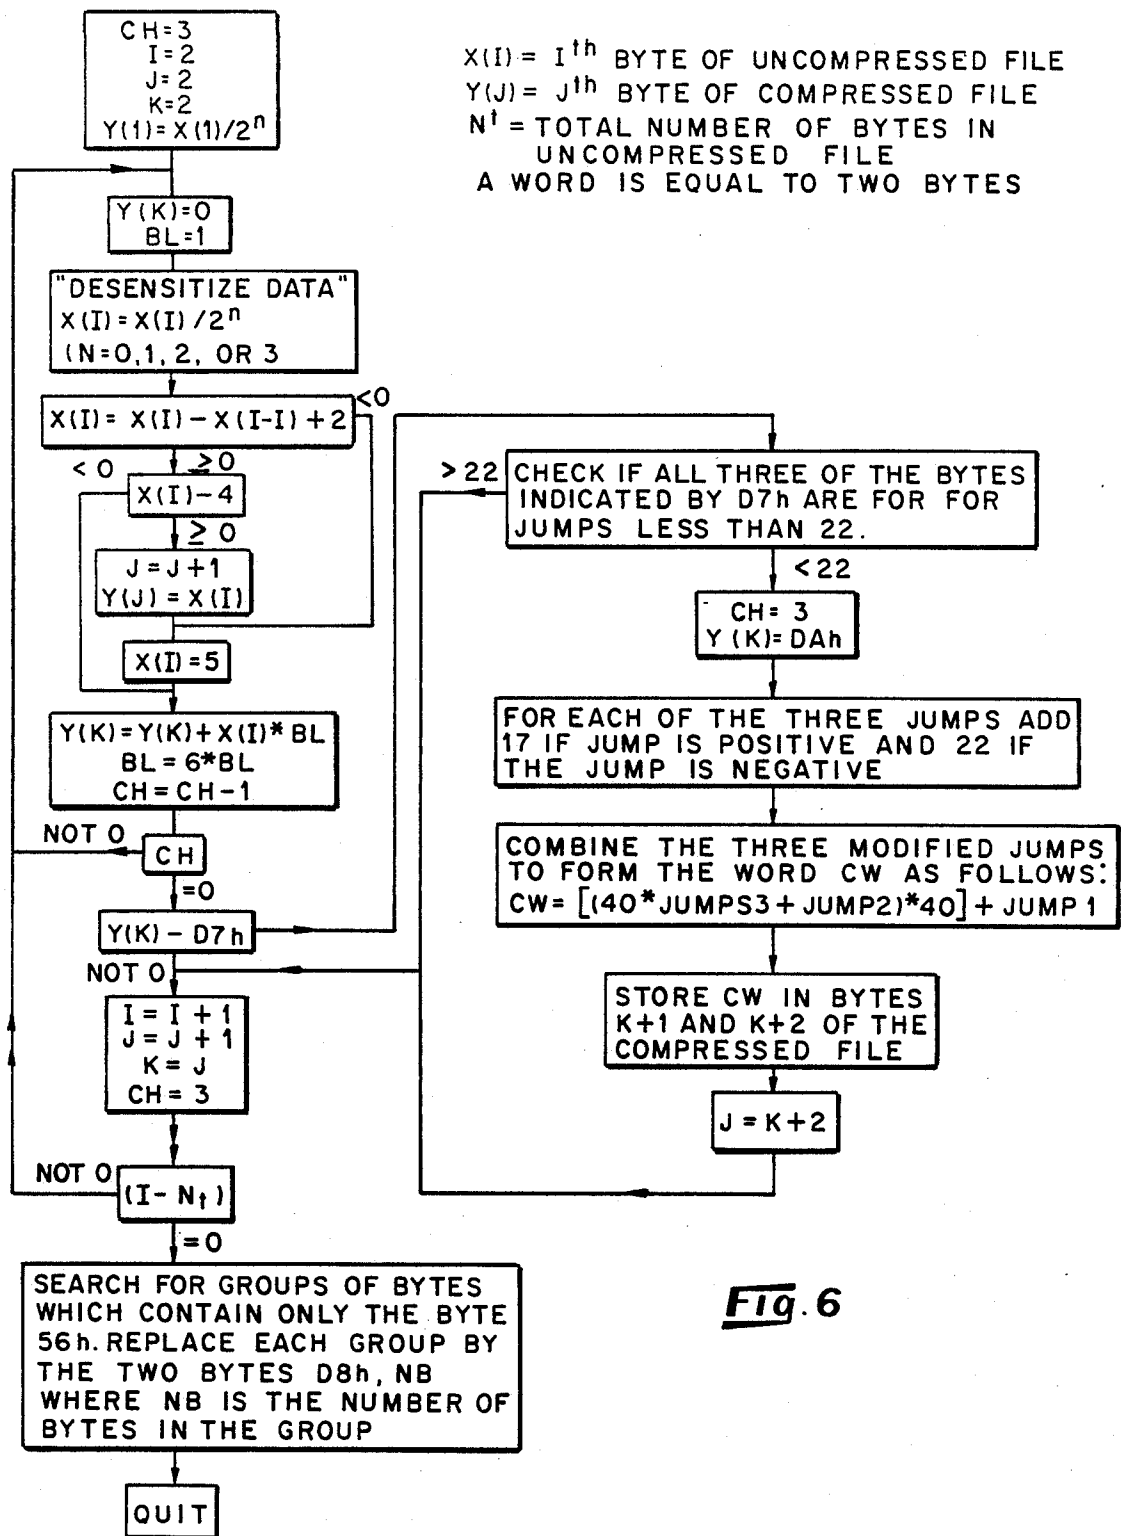 CH=3
I=2
J=2
K=2
Y(1)=X(1)/2ⁿ
X(I)= Iᵗʰ BYTE OF UNCOMPRESSED FILE
Y(J)= Jᵗʰ BYTE OF COMPRESSED FILE
Nᵗ = TOTAL NUMBER OF BYTES IN
UNCOMPRESSED FILE
A WORD IS EQUAL TO TWO BYTES
Y(K)=0
BL=1
"DESENSITIZE DATA"
X(I)=X(I)/2ⁿ
(N=0,1,2, OR 3
X(I)= X(I)-X(I-I)+2
<0
<0
≥0
X(I)-4
≥0
J=J+1
Y(J)=X(I)
X(I)=5
Y(K)=Y(K)+X(I)*BL
BL=6*BL
CH=CH-1
NOT 0
CH
=0
Y(K)-D7h
NOT 0
I=I+1
J=J+1
K=J
CH=3
NOT 0
(I-Nₜ)
=0
SEARCH FOR GROUPS OF BYTES
WHICH CONTAIN ONLY THE BYTE
56h. REPLACE EACH GROUP BY
THE TWO BYTES D8h, NB
WHERE NB IS THE NUMBER OF
BYTES IN THE GROUP
QUIT
>22
CHECK IF ALL THREE OF THE BYTES
INDICATED BY D7h ARE FOR FOR
JUMPS LESS THAN 22.
<22
CH=3
Y(K)=DAh
FOR EACH OF THE THREE JUMPS ADD
17 IF JUMP IS POSITIVE AND 22 IF
THE JUMP IS NEGATIVE
COMBINE THE THREE MODIFIED JUMPS
TO FORM THE WORD CW AS FOLLOWS:
CW=[(40*JUMPS3+JUMP2)*40]+JUMP 1
STORE CW IN BYTES
K+1 AND K+2 OF THE
COMPRESSED FILE
J=K+2
Fig. 6